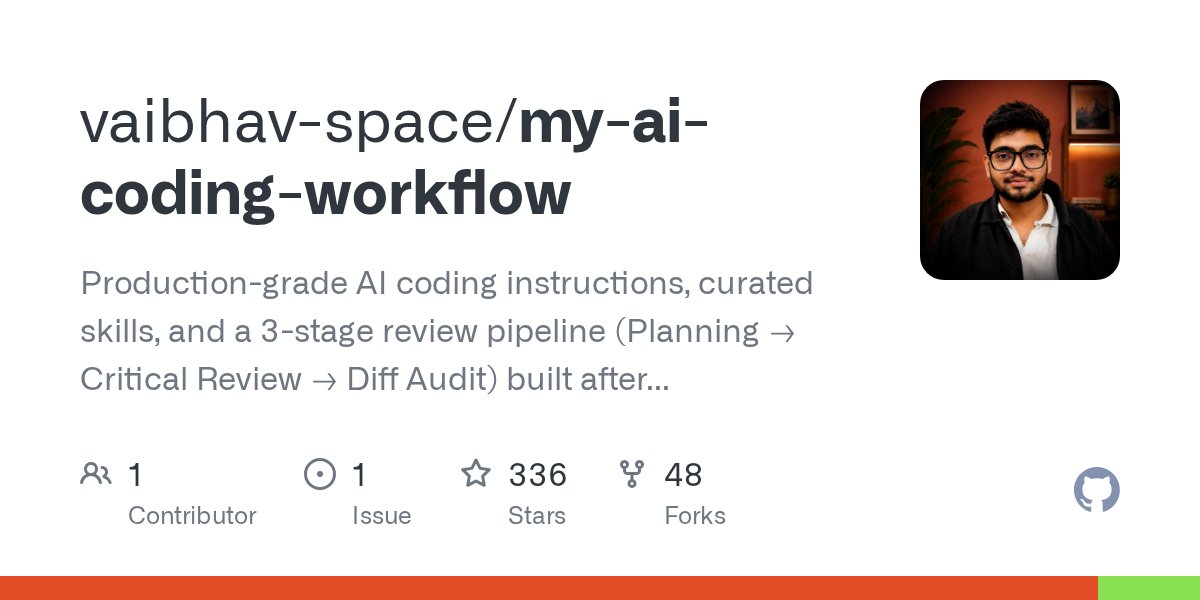 vaibhav-space/my-ai-
coding-workflow
Production-grade AI coding instructions, curated
skills, and a 3-stage review pipeline (Planning →
Critical Review → Diff Audit) built after...
1 1 336 48
Contributor Issue Stars Forks